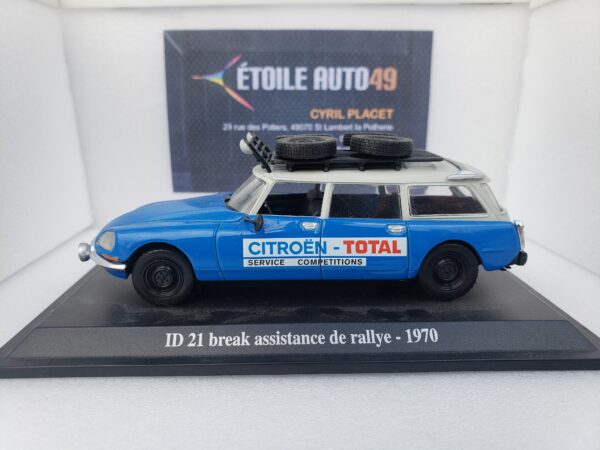 ÉTOILE AUTO49
CYRIL PLACET
29 rue des Potiers, 49070 St Lambert la Potherie
CITROËN - TOTAL
SERVICE COMPETITIONS
ID 21 break assistance de rallye - 1970